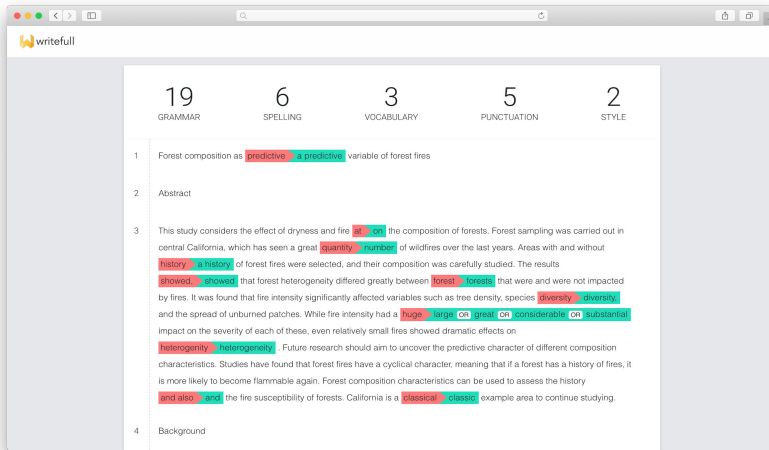 writefull
19 6 3 5 2
GRAMMAR SPELLING VOCABULARY PUNCTUATION STYLE
1 Forest composition as predictive a predictive variable of forest fires
2 Abstract
3 This study considers the effect of dryness and fire at on the composition of forests. Forest sampling was carried out in
central California, which has seen a great quantity number of wildfires over the last years. Areas with and without
history a history of forest fires were selected, and their composition was carefully studied. The results
showed, showed that forest heterogeneity differed greatly between forest forests that were and were not impacted
by fires. It was found that fire intensity significantly affected variables such as tree density, species diversity diversity,
and the spread of unburned patches. While fire intensity had a huge large OR great OR considerable OR substantial
impact on the severity of each of these, even relatively small fires showed dramatic effects on
heterogenity heterogeneity . Future research should aim to uncover the predictive character of different composition
characteristics. Studies have found that forest fires have a cyclical character, meaning that if a forest has a history of fires, it
is more likely to become flammable again. Forest composition characteristics can be used to assess the history
and also and the fire susceptibility of forests. California is a classical classic example area to continue studying.
4 Background